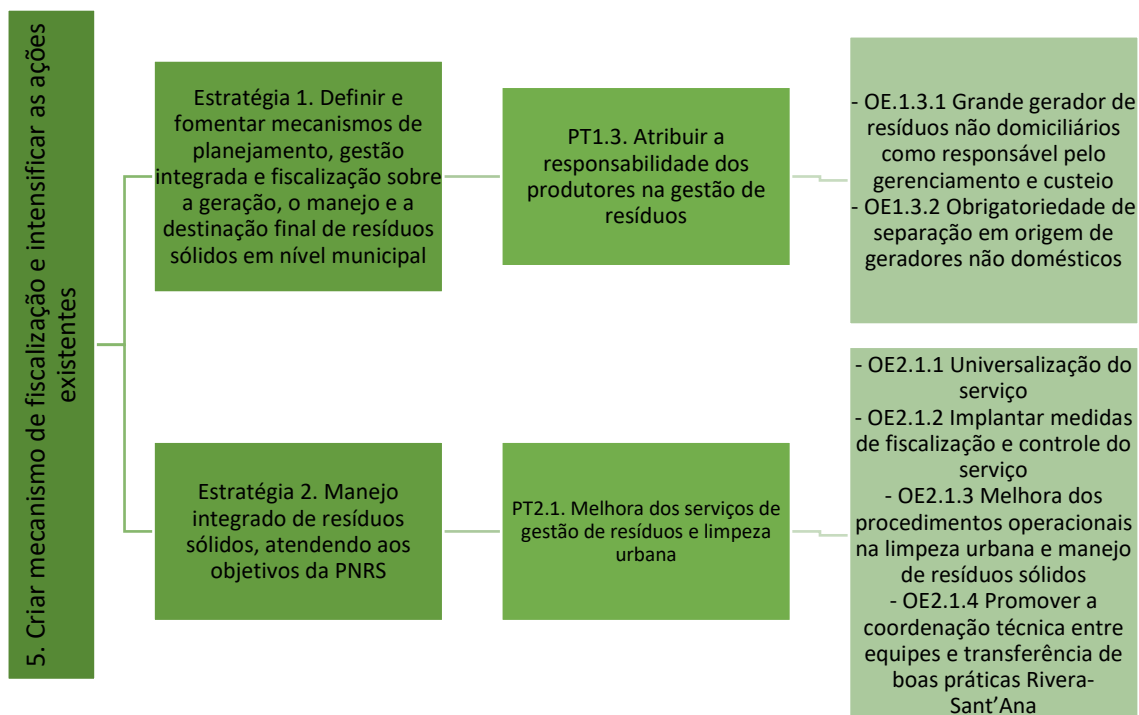 5. Criar mecanismo de fiscalização e intensificar as ações
existentes
Estratégia 1. Definir e
fomentar mecanismos de
planejamento, gestão
integrada e fiscalização sobre
a geração, o manejo e a
destinação final de resíduos
sólidos em nível municipal
PT1.3. Atribuir a
responsabilidade dos
produtores na gestão de
resíduos
- OE.1.3.1 Grande gerador de
resíduos não domiciliários
como responsável pelo
gerenciamento e custeio
- OE1.3.2 Obrigatoriedade de
separação em origem de
geradores não domésticos
Estratégia 2. Manejo
integrado de resíduos
sólidos, atendendo aos
objetivos da PNRS
PT2.1. Melhora dos serviços de
gestão de resíduos e limpeza
urbana
- OE2.1.1 Universalização do
serviço
- OE2.1.2 Implantar medidas
de fiscalização e controle do
serviço
- OE2.1.3 Melhora dos
procedimentos operacionais
na limpeza urbana e manejo
de resíduos sólidos
- OE2.1.4 Promover a
coordenação técnica entre
equipes e transferência de
boas práticas Rivera-
Sant’Ana